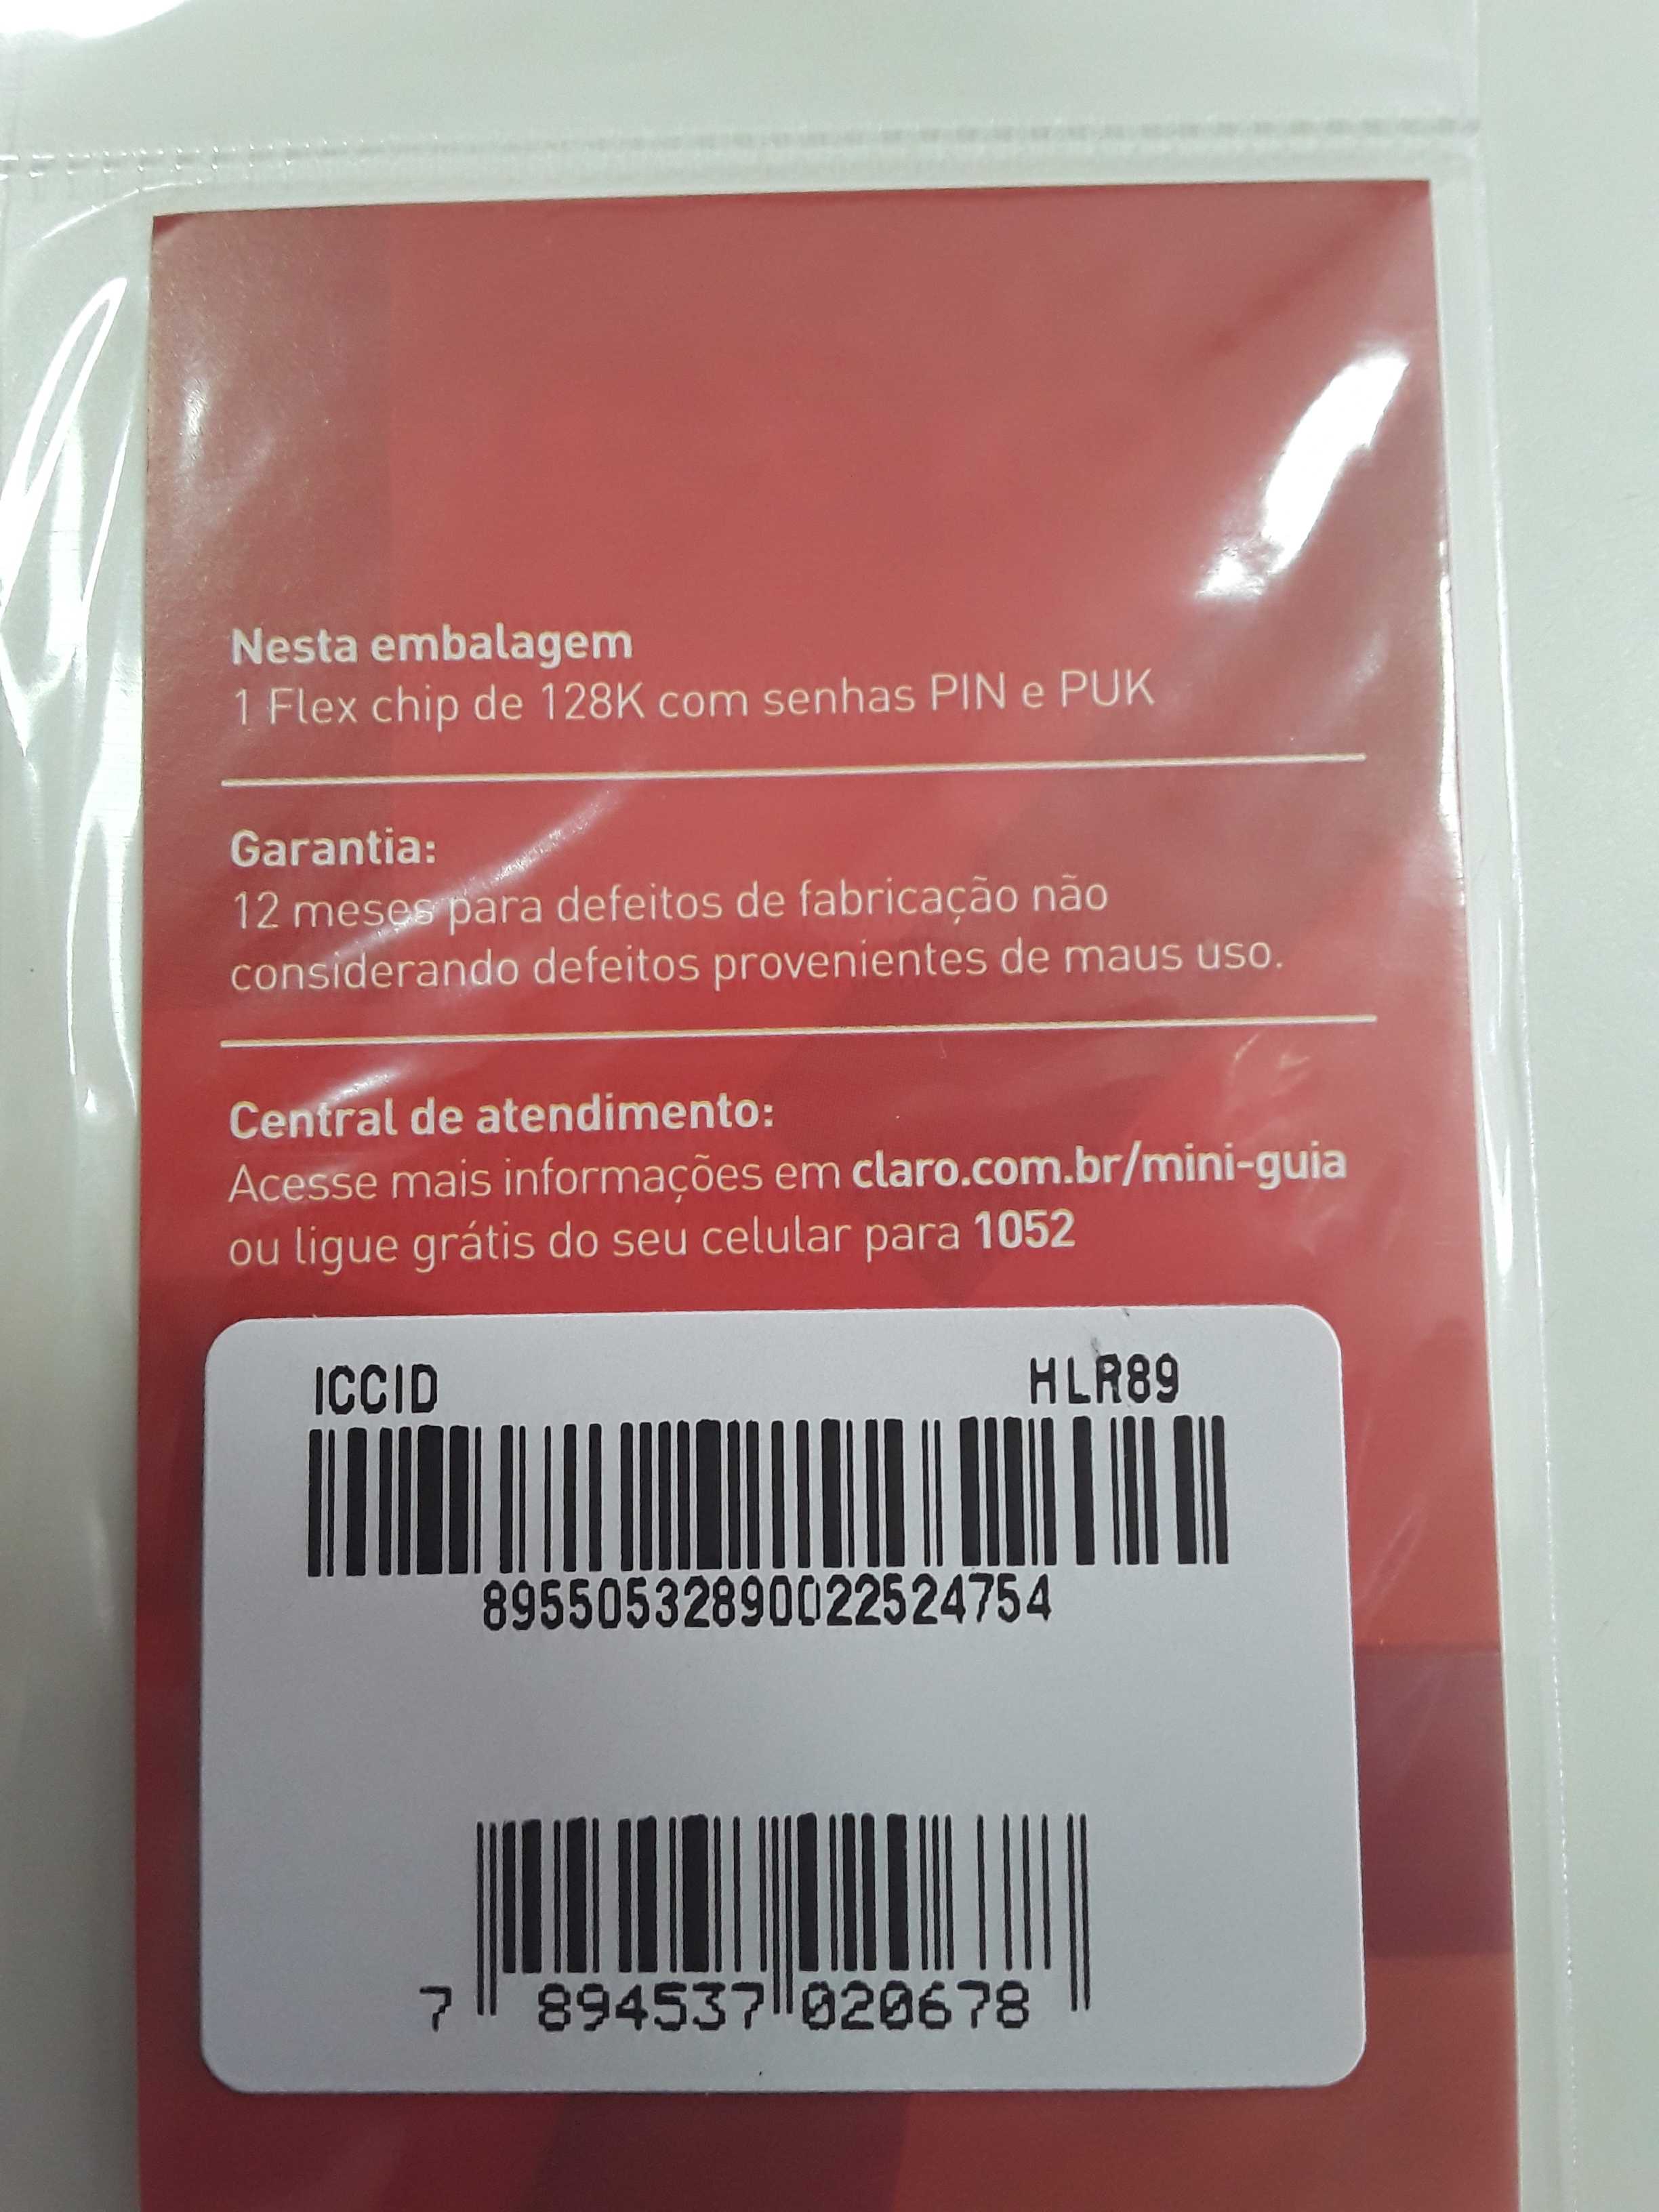 Nesta embalagem
1 Flex chip de 128K com senhas PIN e PUK
Garantia:
12 meses para defeitos de fabricação não
considerando defeitos provenientes de maus uso.
Central de atendimento:
Acesse mais informações em claro.com.br/mini-guia
ou ligue grátis do seu celular para 1052
ICCID HLR89
89550532890022524754
7 894537 020678